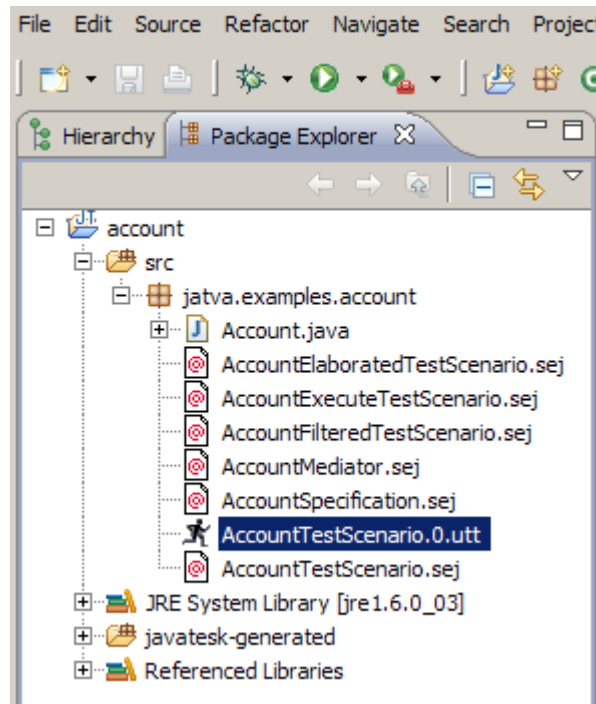 File Edit Source Refactor Navigate Search Project
Hierarchy Package Explorer
account
src
jatva.examples.account
Account.java
AccountElaboratedTestScenario.sej
AccountExecuteTestScenario.sej
AccountFilteredTestScenario.sej
AccountMediator.sej
AccountSpecification.sej
AccountTestScenario.0.utt
AccountTestScenario.sej
JRE System Library [jre1.6.0_03]
javatesk-generated
Referenced Libraries